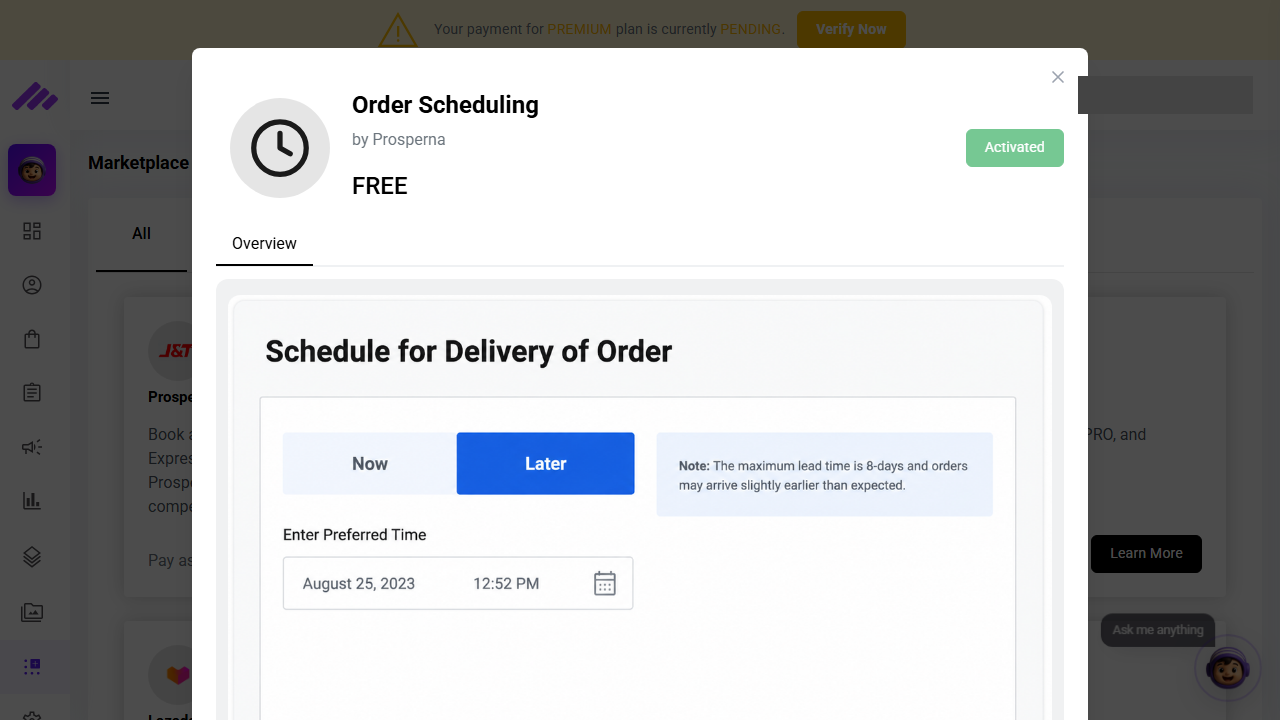 Your payment for PREMIUM plan is currently PENDING. Verify Now
Order Scheduling
by Prosperna
FREE
Activated
Marketplace
All
Overview
Schedule for Delivery of Order
Now
Later
Note: The maximum lead time is 8-days and orders
may arrive slightly earlier than expected.
Enter Preferred Time
August 25, 2023 12:52 PM
J&T
Prospe
Book a
Expres
Prosp
compe
Pay as
PRO, and
Learn More
Ask me anything
Lazada